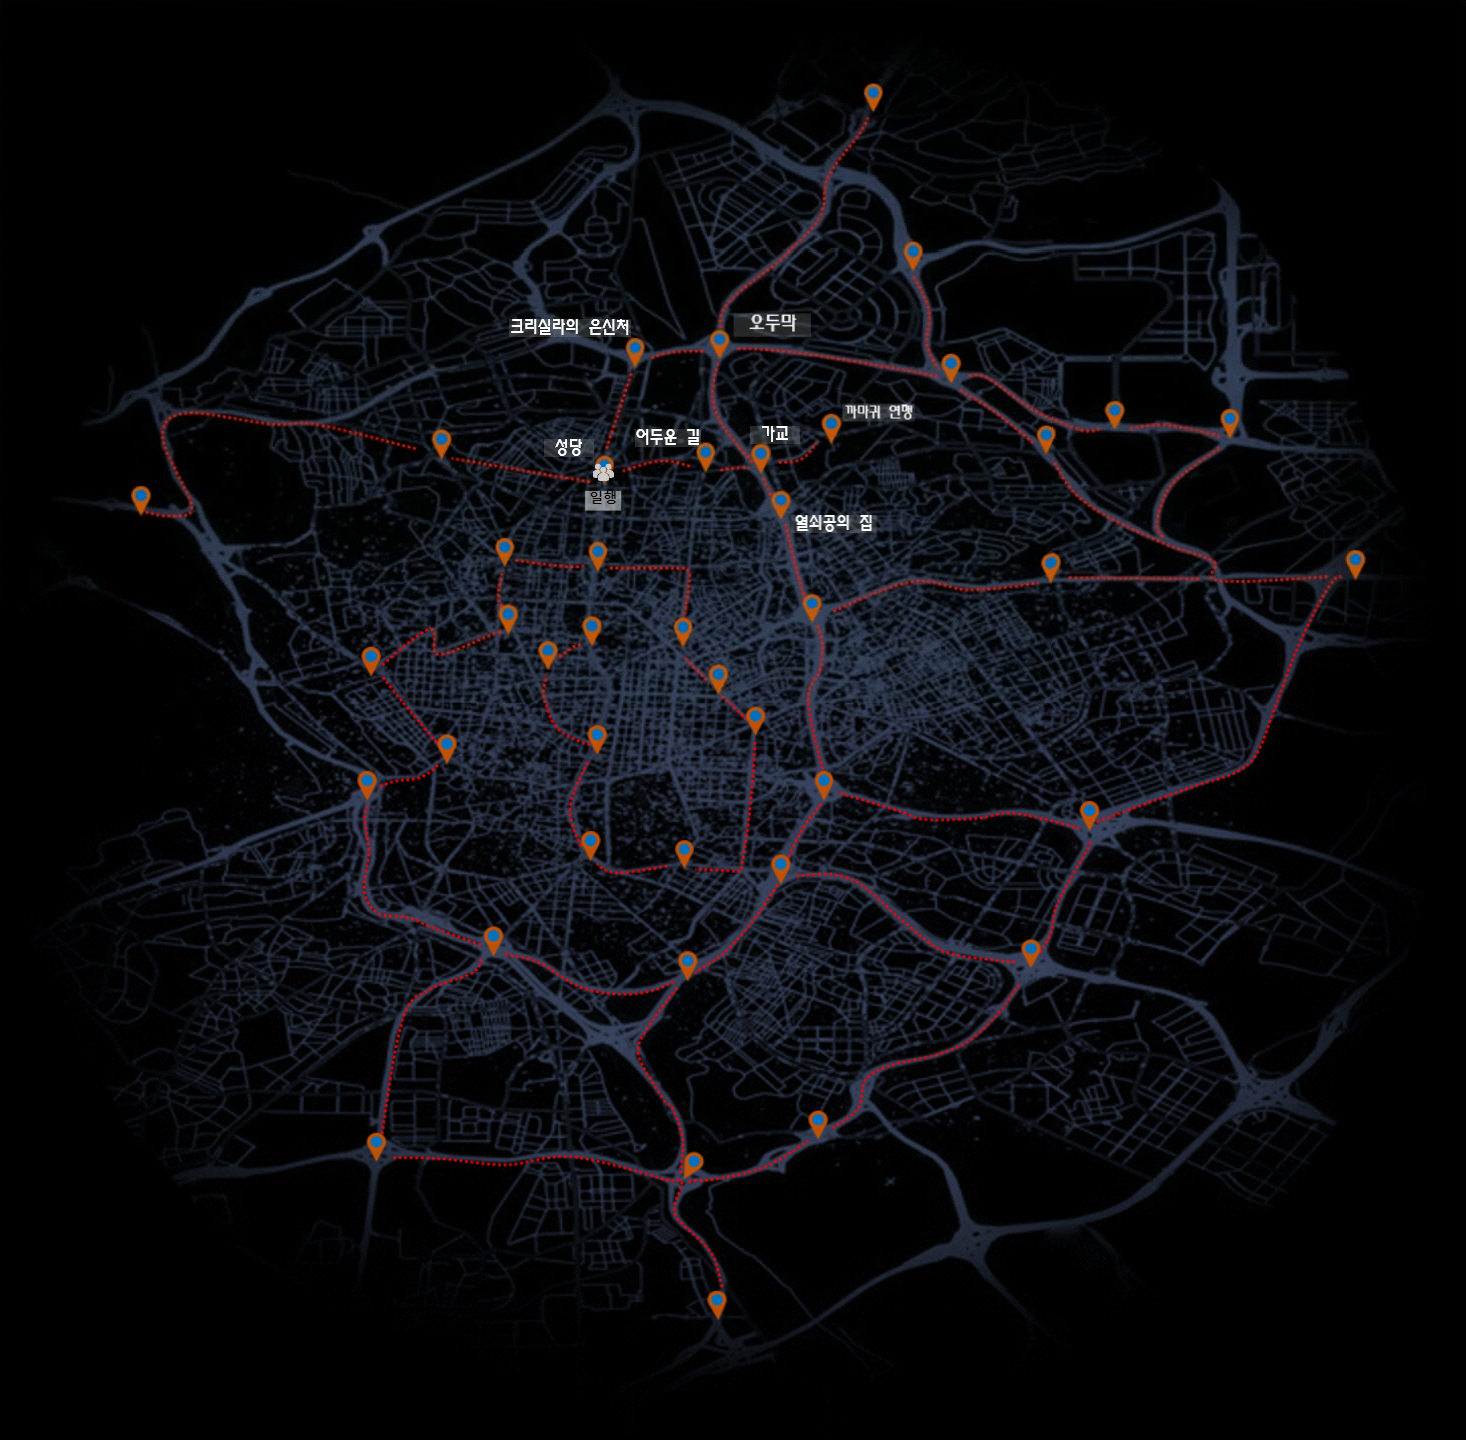 오두막
크리실라의 은신처
까마귀 연맹
성당
어두운 길
가교
일행
열쇠공의 집